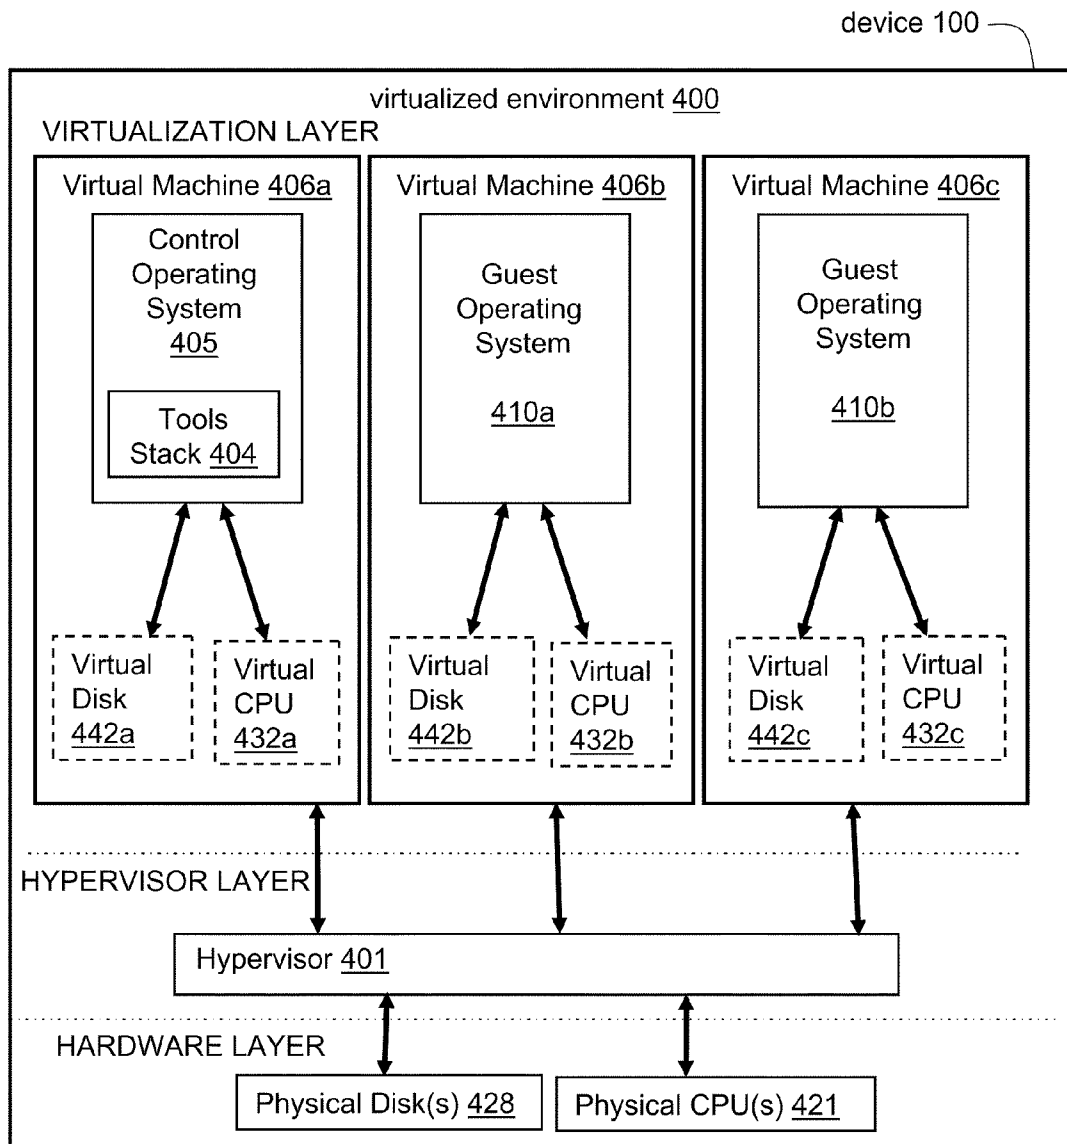 device 100
virtualized environment 400
VIRTUALIZATION LAYER
Virtual Machine 406a
Control
Operating
System
405
Tools
Stack 404
Virtual
Disk
442a
Virtual
CPU
432a
Virtual Machine 406b
Guest
Operating
System
410a
Virtual
Disk
442b
Virtual
CPU
432b
Virtual Machine 406c
Guest
Operating
System
410b
Virtual
Disk
442c
Virtual
CPU
432c
HYPERVISOR LAYER
Hypervisor 401
HARDWARE LAYER
Physical Disk(s) 428
Physical CPU(s) 421